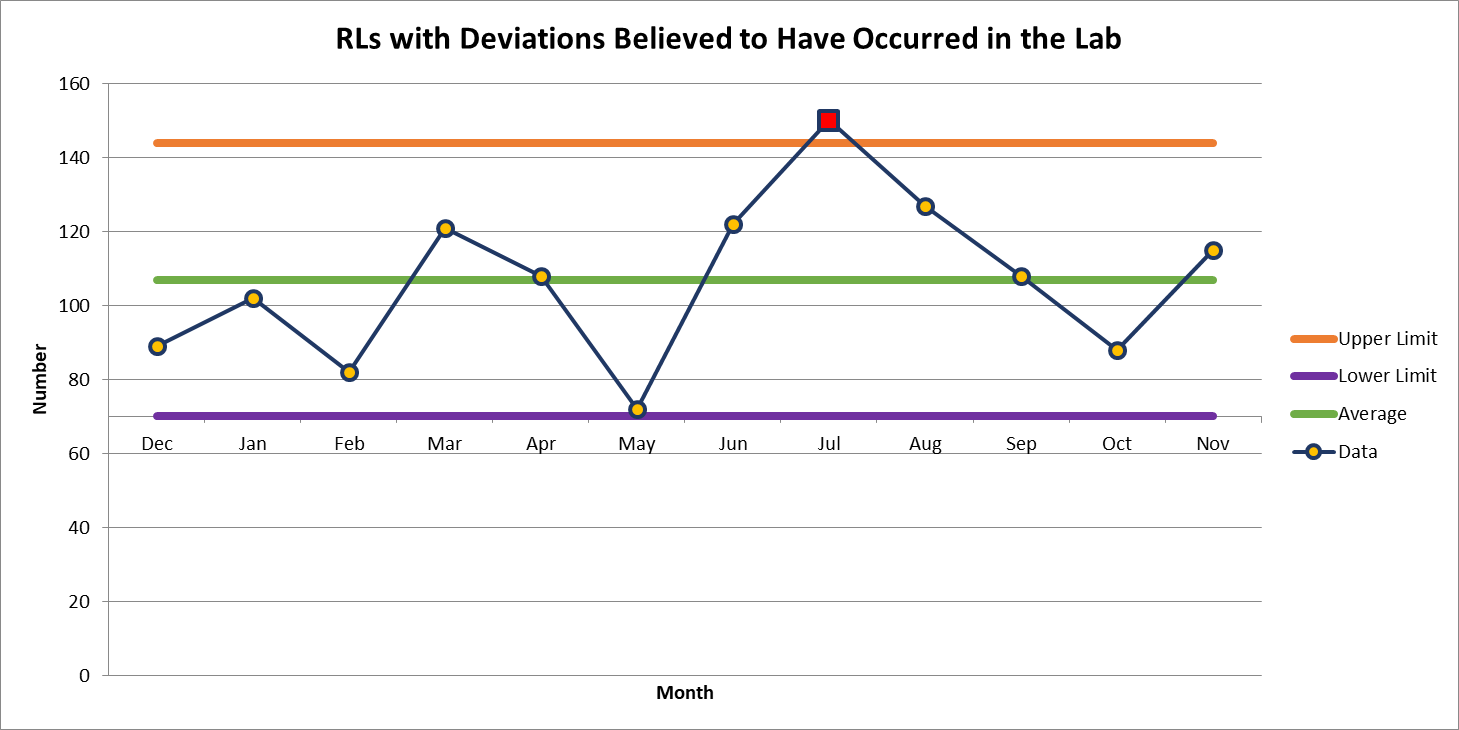 RLs with Deviations Believed to Have Occurred in the Lab
160
140
120
100
80
60
40
20
0
Number
Dec Jan Feb Mar Apr May Jun Jul Aug Sep Oct Nov
Month
Upper Limit
Lower Limit
Average
Data